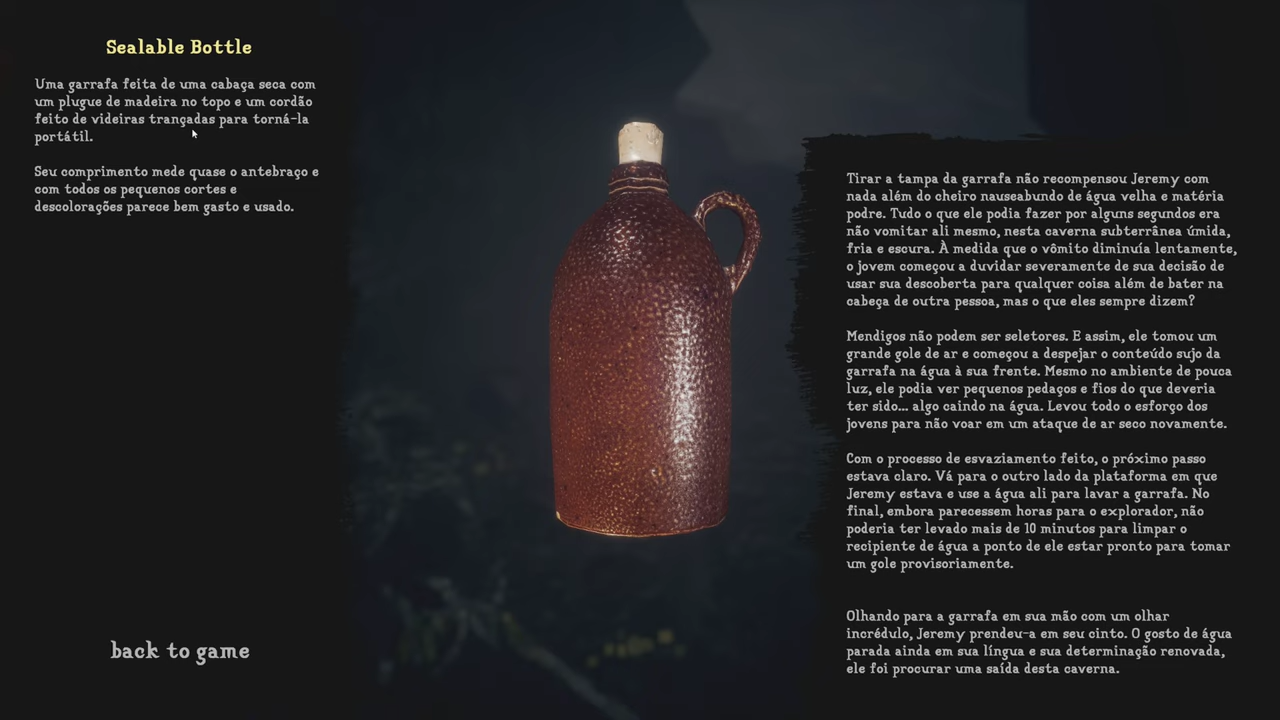 Sealable Bottle
Uma garrafa feita de uma cabaça seca com
um plugue de madeira no topo e um cordão
feito de videiras trançadas para torná-la
portátil.
Seu comprimento mede quase o antebraço e
com todos os pequenos cortes e
descolorações parece bem gasto e usado.
back to game
Tirar a tampa da garrafa não recompensou Jeremy com
nada além do cheiro nauseabundo de água velha e matéria
podre. Tudo o que ele podia fazer por alguns segundos era
não vomitar ali mesmo, nesta caverna subterrânea úmida,
fria e escura. À medida que o vômito diminuía lentamente,
o jovem começou a duvidar severamente de sua decisão de
usar sua descoberta para qualquer coisa além de bater na
cabeça de outra pessoa, mas o que eles sempre dizem?
Mendigos não podem ser seletores. E assim, ele tomou um
grande gole de ar e começou a despejar o conteúdo sujo da
garrafa na água à sua frente. Mesmo no ambiente de pouca
luz, ele podia ver pequenos pedaços e fios do que deveria
ter sido... algo caindo na água. Levou todo o esforço dos
jovens para não voar em um ataque de ar seco novamente.
Com o processo de esvaziamento feito, o próximo passo
estava claro. Vá para o outro lado da plataforma em que
Jeremy estava e use a água ali para lavar a garrafa. No
final, embora parecessem horas para o explorador, não
poderia ter levado mais de 10 minutos para limpar o
recipiente de água a ponto de ele estar pronto para tomar
um gole provisoriamente.
Olhando para a garrafa em sua mão com um olhar
incrédulo, Jeremy prendeu-a em seu cinto. O gosto de água
parada ainda em sua língua e sua determinação renovada,
ele foi procurar uma saída desta caverna.